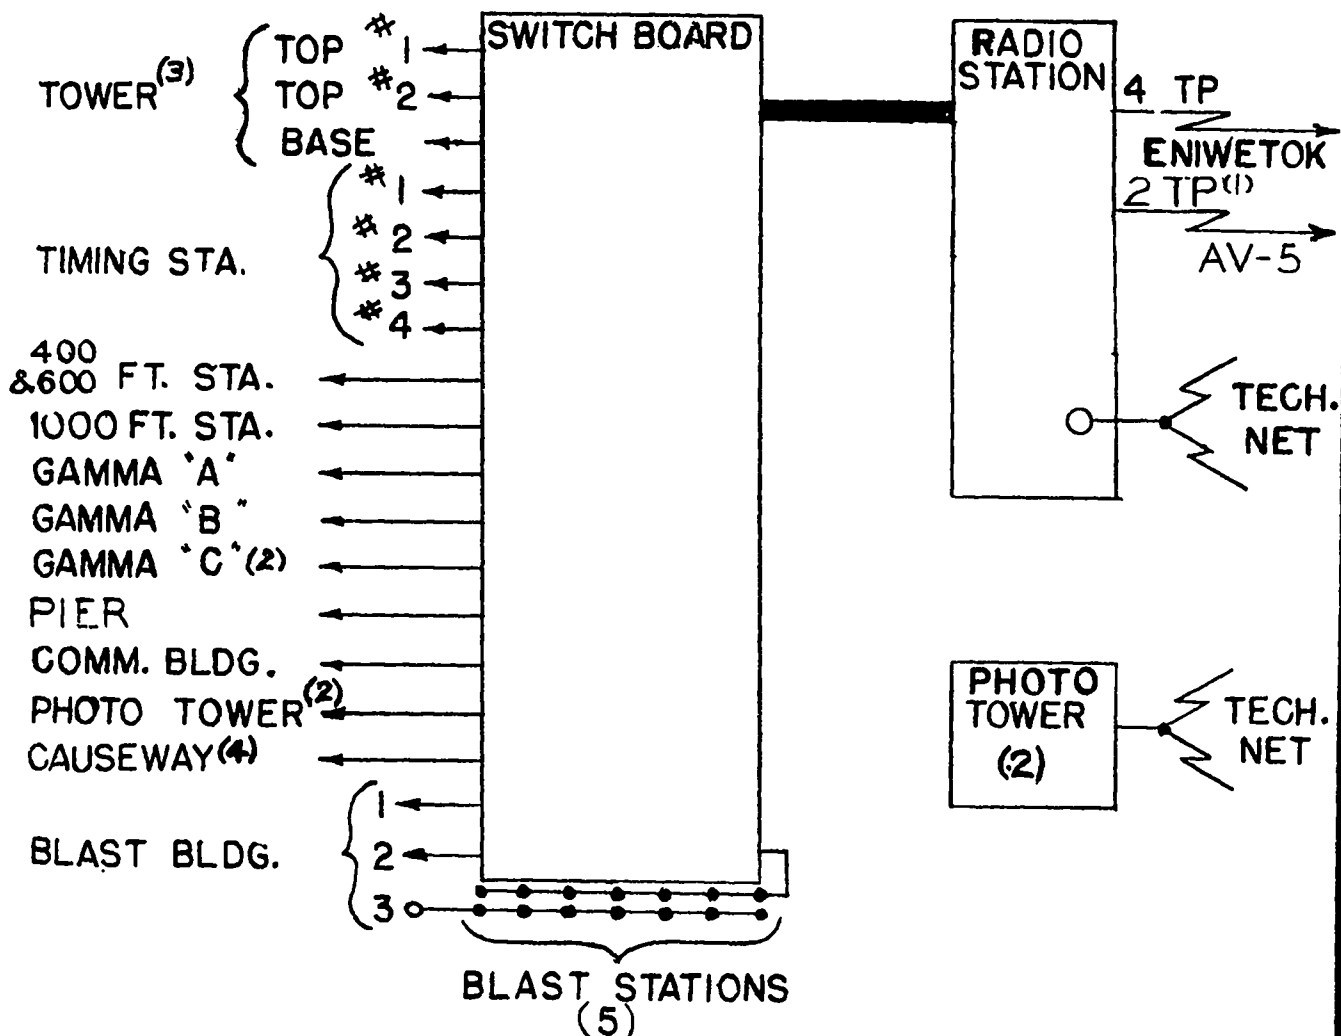 TOWER(3)
TOP #1
TOP #2
BASE
TIMING STA.
#1
#2
#3
#4
400
&600 FT. STA.
1000 FT. STA.
GAMMA "A"
GAMMA "B"
GAMMA "C"(2)
PIER
COMM. BLDG.
PHOTO TOWER(2)
CAUSEWAY(4)
BLAST BLDG.
1
2
3
SWITCH BOARD
BLAST STATIONS
(5)
RADIO
STATION
4 TP
ENIWETOK
2 TP(1)
AV-5
TECH.
NET
PHOTO
TOWER
(2)
TECH.
NET